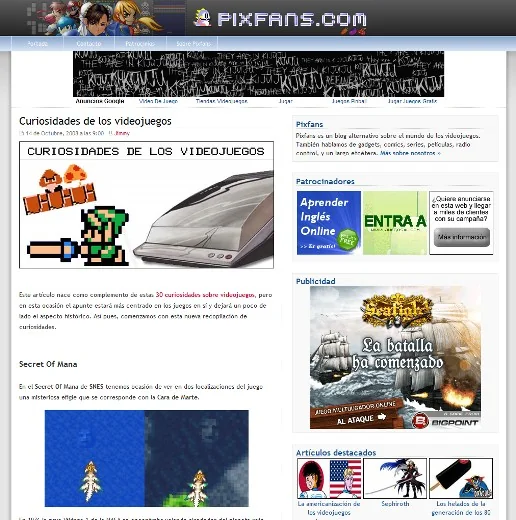 PIXFANS.COM
Portada
Contacto
Patrocinio
Sobre Pixfans
Anuncios Google
Video De Juego
Tiendas Videojuegos
Jugar
Juegos Pinball
Jugar Juegos Gratis
Curiosidades de los videojuegos
14 de Octubre, 2008 a las 9:00
Jimmy
CURIOSIDADES DE LOS VIDEOJUEGOS
Este artículo nace como complemento de estas 30 curiosidades sobre videojuegos, pero
en esta ocasión el apunte estará más centrado en los juegos en sí y dejará un poco de
lado el aspecto histórico. Así pues, comenzamos con esta nueva recopilación de
curiosidades.
Secret Of Mana
En el Secret Of Mana de SNES tenemos ocasión de ver en dos localizaciones del juego
una misteriosa efigie que se corresponde con la Cara de Marte.
Pixfans
Pixfans es un blog alternativo sobre el mundo de los videojuegos.
También hablamos de gadgets, comics, series, películas, radio
control, y un largo etcétera. Más sobre nosotros »
Patrocinadores
Aprender
Inglés
Online
>> Es gratis!
FREE
ENTRA A
¿Quiere anunciarse
en esta web y llegar
a miles de clientes
con su campaña?
Más información
Publicidad
Seafight
La batalla
ha comenzado
JUEGO MULTIJUGADOR ONLINE
AL ATAQUE
BIGPOINT
Artículos destacados
La americanización de
los videojuegos
Sephiroth
Los helados de la
generación de los 80